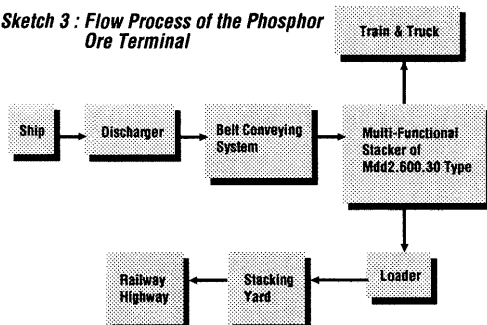 Sketch 3 : Flow Process of the Phosphor
Ore Terminal
Train & Truck
Ship
Discharger
Belt Conveying
System
Multi-Functional
Stacker of
Mdd2.600.30 Type
Railway
Highway
Stacking
Yard
Loader